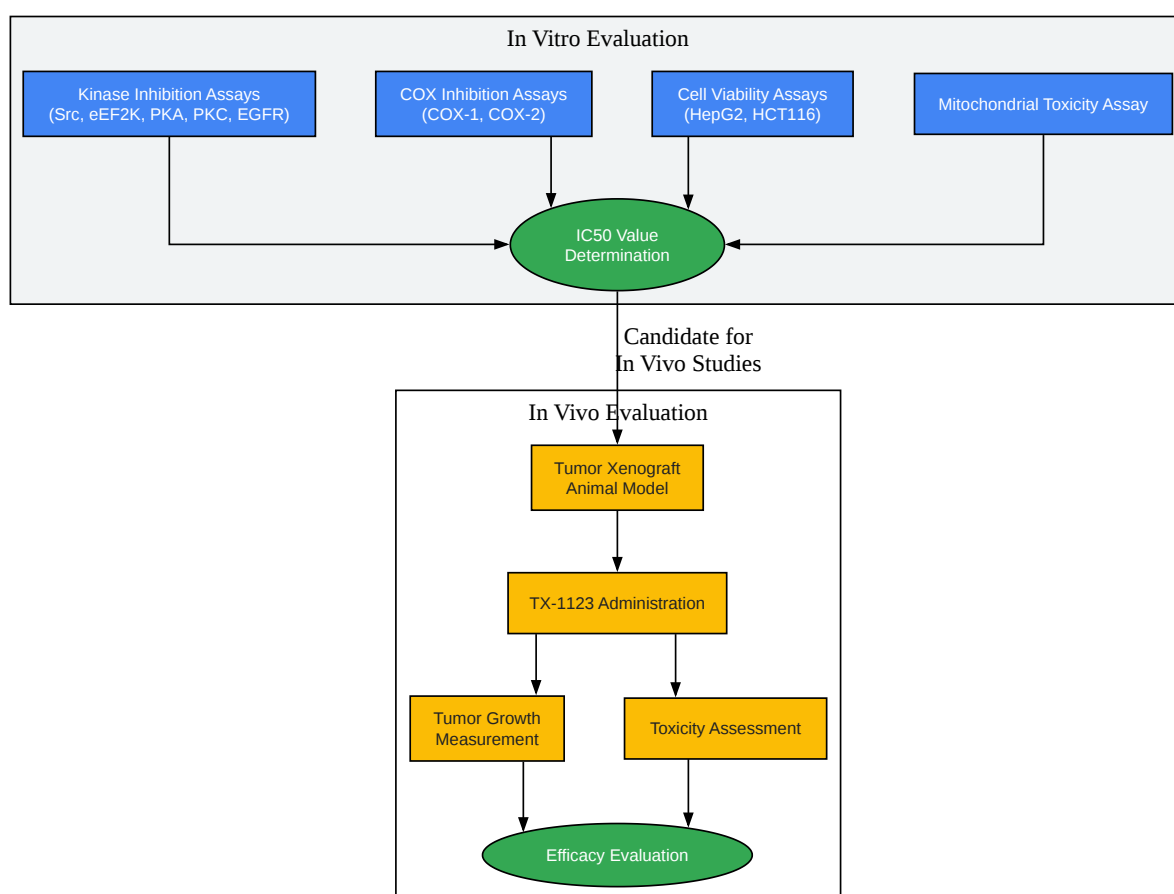 In Vitro Evaluation
Kinase Inhibition Assays
(Src, eEF2K, PKA, PKC, EGFR)
COX Inhibition Assays
(COX-1, COX-2)
Cell Viability Assays
(HepG2, HCT116)
Mitochondrial Toxicity Assay
IC50 Value
Determination
Candidate for
In Vivo Studies
In Vivo Evaluation
Tumor Xenograft
Animal Model
TX-1123 Administration
Tumor Growth
Measurement
Toxicity Assessment
Efficacy Evaluation